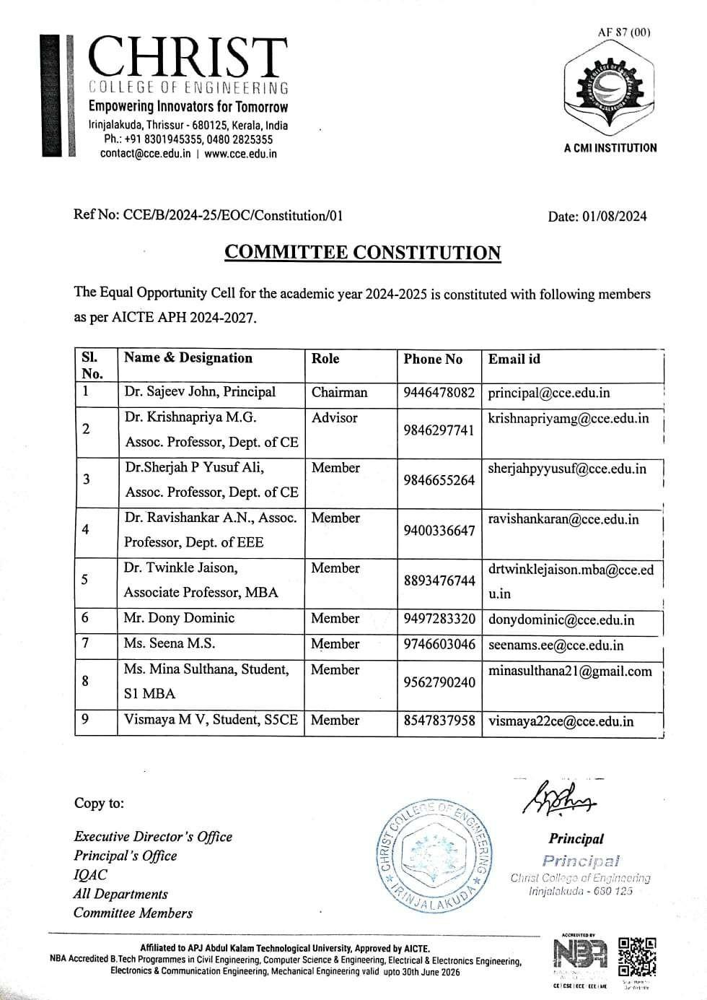 AF 87 (00)
CHRIST
COLLEGE OF ENGINEERING
Empowering Innovators for Tomorrow
Irinjalakuda, Thrissur - 680125, Kerala, India
Ph.: +91 8301945355, 0480 2825355
contact@cce.edu.in | www.cce.edu.in
A CMI INSTITUTION
Ref No: CCE/B/2024-25/EOC/Constitution/01 Date: 01/08/2024
COMMITTEE CONSTITUTION
The Equal Opportunity Cell for the academic year 2024-2025 is constituted with following members
as per AICTE APH 2024-2027.
Sl. No. Name & Designation Role Phone No Email id
1 Dr. Sajeev John, Principal Chairman 9446478082 principal@cce.edu.in
2 Dr. Krishnapriya M.G. Advisor 9846297741 krishnapriyamg@cce.edu.in
Assoc. Professor, Dept. of CE
3 Dr.Sherjah P Yusuf Ali, Member 9846655264 sherjahpyyusuf@cce.edu.in
Assoc. Professor, Dept. of CE
4 Dr. Ravishankar A.N., Assoc. Member 9400336647 ravishankaran@cce.edu.in
Professor, Dept. of EEE
5 Dr. Twinkle Jaison, Member 8893476744 drtwinklejaison.mba@cce.ed
Associate Professor, MBA u.in
6 Mr. Dony Dominic Member 9497283320 donydominic@cce.edu.in
7 Ms. Seena M.S. Member 9746603046 seenams.ee@cce.edu.in
8 Ms. Mina Sulthana, Student, Member 9562790240 minasulthana21@gmail.com
S1 MBA
9 Vismaya M V, Student, S5CE Member 8547837958 vismaya22ce@cce.edu.in
Copy to:
Executive Director's Office
Principal's Office
IQAC
All Departments
Committee Members
CHRIST COLLEGE OF ENGINEERING
IRINJALAKUDA
Principal
Principal
Christ College of Engineering
Irinjalakuda - 680 125
Affiliated to APJ Abdul Kalam Technological University, Approved by AICTE.
NBA Accredited B.Tech Programmes in Civil Engineering, Computer Science & Engineering, Electrical & Electronics Engineering,
Electronics & Communication Engineering, Mechanical Engineering valid upto 30th June 2026
ACCREDITED BY
NBA
CE | CSE | ECE | EEE | ME